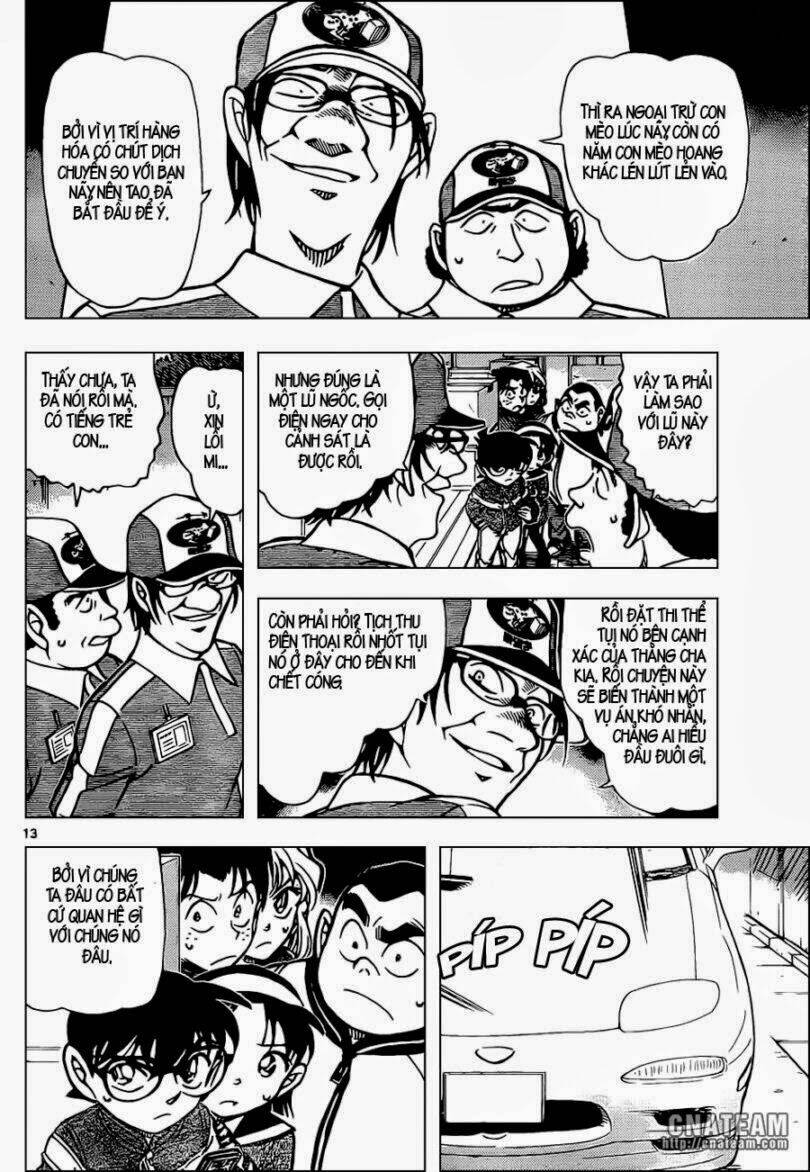 BỞI VÌ VỊ TRÍ HÀNG
HÓA CÓ CHÚT DỊCH
CHUYỂN SO VỚI BAN
NÃY NÊN TAO ĐÃ
BẮT ĐẦU ĐỂ Ý.
THÌ RA NGOẠI TRỪ CON
MÈO LÚC NÃY, CÒN CÓ
NĂM CON MÈO HOANG
KHÁC LÉN LÚT LẺN VÀO.
THẤY CHƯA, TA
ĐÃ NÓI RỒI MÀ,
CÓ TIẾNG TRẺ
CON...
Ừ,
XIN
LỖI
MI...
NHƯNG ĐÚNG LÀ
MỘT LŨ NGỐC, GỌI
ĐIỆN NGAY CHO
CẢNH SÁT LÀ
ĐƯỢC RỒI.
VẬY TA PHẢI
LÀM SAO
VỚI LŨ NÀY
ĐÂY?
CÒN PHẢI HỎI? TỊCH THU
ĐIỆN THOẠI RỒI NHỐT TỤI
NÓ Ở ĐÂY CHO ĐẾN KHI
CHẾT CÓNG.
RỒI ĐẶT THI THỂ
TỤI NÓ BÊN CẠNH
XÁC CỦA THẰNG CHA
KIA, RỒI CHUYỆN NÀY
SẼ BIẾN THÀNH MỘT
VỤ ÁN KHÓ NHẰN,
CHẲNG AI HIỂU
ĐẦU ĐUÔI GÌ.
13
BỞI VÌ CHÚNG
TA ĐÂU CÓ BẤT
CỨ QUAN HỆ GÌ
VỚI CHÚNG NÓ
ĐÂU.
PÍP PÍP
CNATEAM
http://cnateam.com